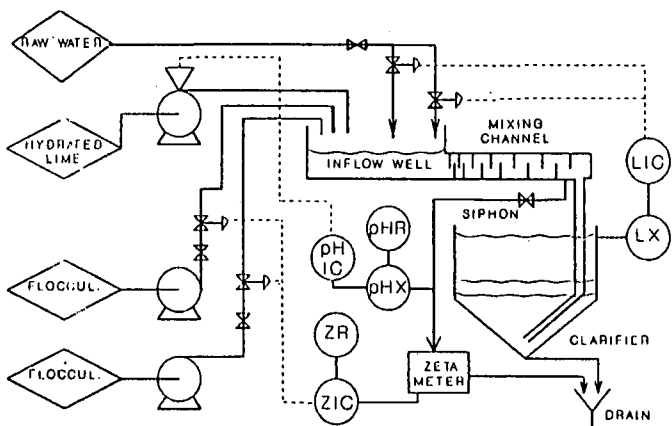 RAW WATER
HYDRATED
LIME
MIXING
CHANNEL
INFLOW WELL
LIC
SIPHON
pH
IC
pHR
pHX
LX
FLOCCUL.
CLARIFIER
ZR
ZETA
METER
FLOCCUL.
ZIC
DRAIN